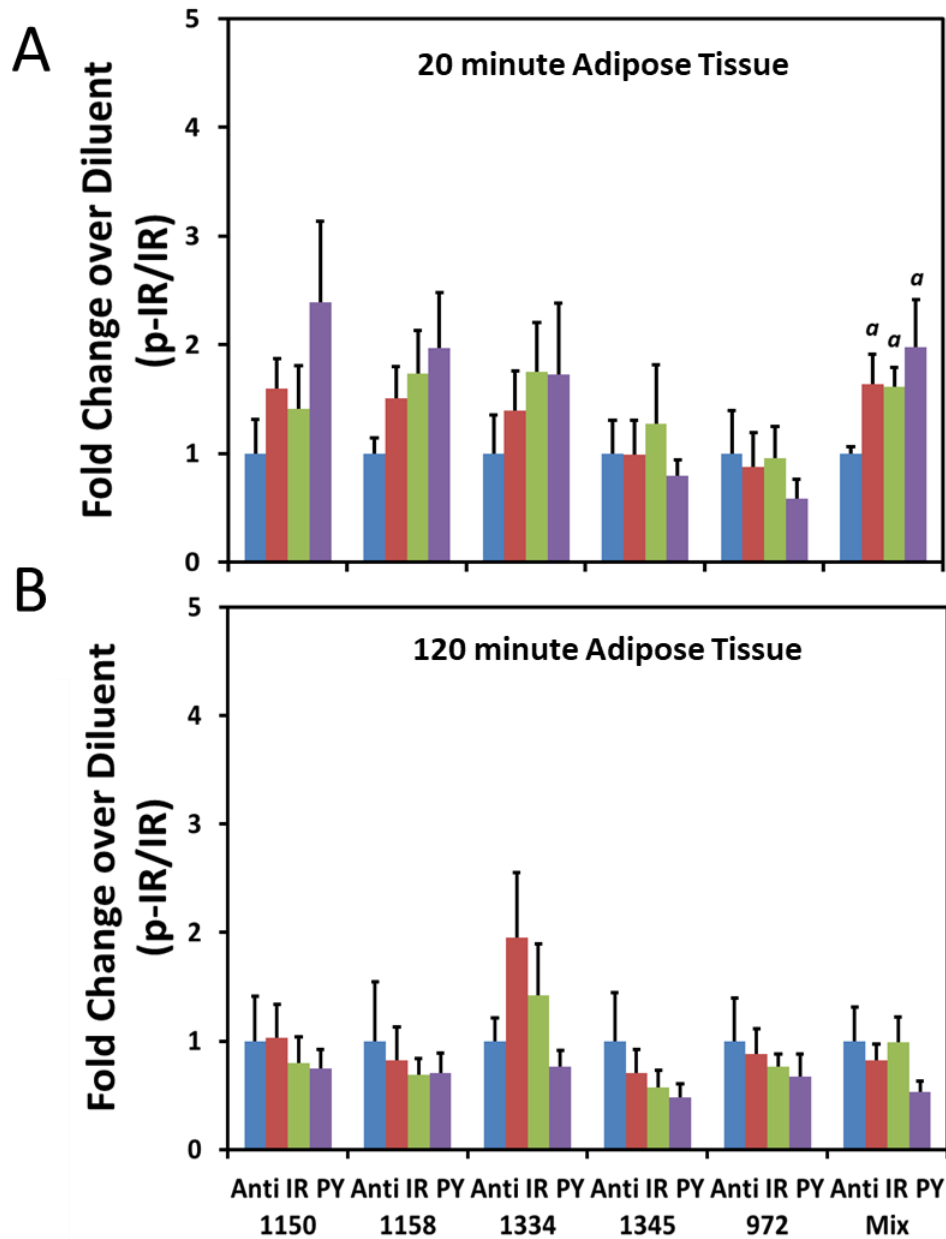 A
20 minute Adipose Tissue
Fold Change over Diluent
(p-IR/IR)
5
4
3
2
1
0
a
a
a
B
120 minute Adipose Tissue
Fold Change over Diluent
(p-IR/IR)
5
4
3
2
1
0
Anti IR PY Anti IR PY Anti IR PY Anti IR PY Anti IR PY Anti IR PY
1150 1158 1334 1345 972 Mix